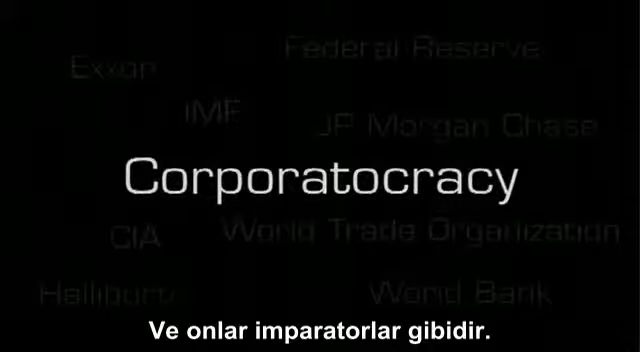 Federal Reserve
Exxon
IMF
JP Morgan Chase
Corporatocracy
CIA
World Trade Organization
World Bank
Ve onlar imparatorlar gibidir.